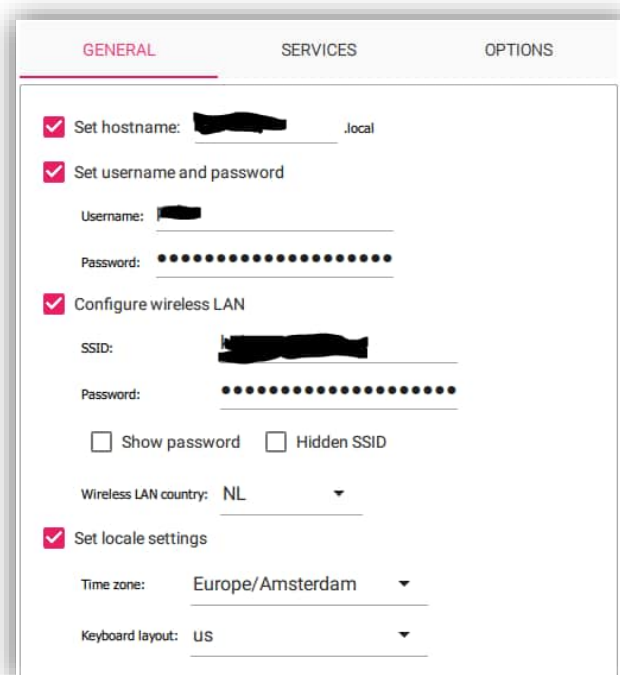 GENERAL SERVICES OPTIONS
Set hostname: .local
Set username and password
Username:
Password: ••••••••••••••••••••
Configure wireless LAN
SSID:
Password: ••••••••••••••••••••
Show password Hidden SSID
Wireless LAN country: NL
Set locale settings
Time zone: Europe/Amsterdam
Keyboard layout: us